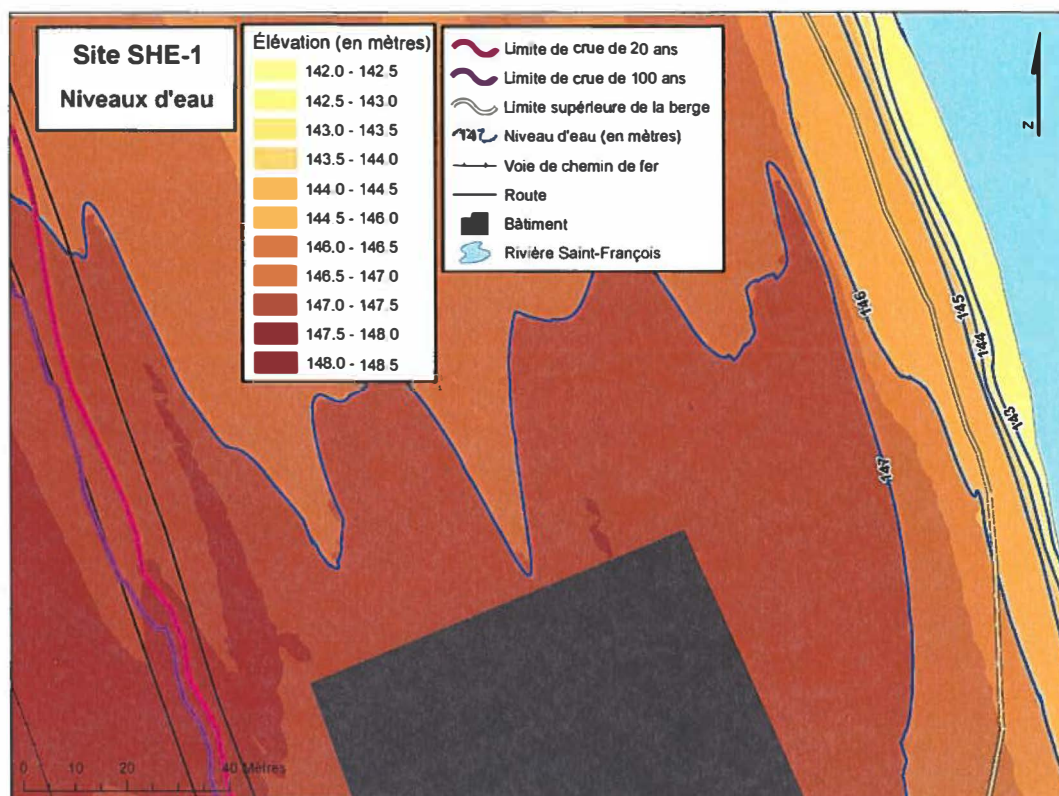 Site SHE-1
Niveaux d'eau
Élévation (en mètres)
142.0 - 142.5
142.5 - 143.0
143.0 - 143.5
143.5 - 144.0
144.0 - 144.5
144.5 - 146.0
146.0 - 146.5
146.5 - 147.0
147.0 - 147.5
147.5 - 148.0
148.0 - 148.5
Limite de crue de 20 ans
Limite de crue de 100 ans
Limite supérieure de la berge
147 Niveau d'eau (en mètres)
Voie de chemin de fer
Route
Bâtiment
Rivière Saint-François
Z
146
145
144
143
147
0 10 20 40 Mètres